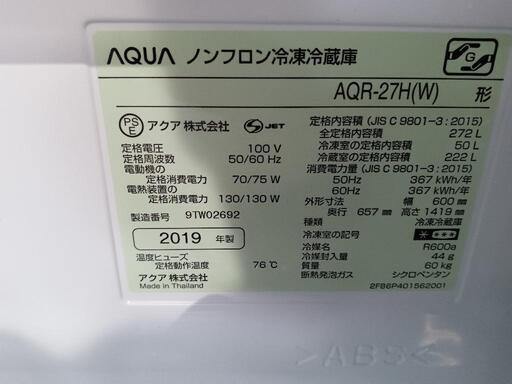 AQUA ノンフロン冷凍冷蔵庫
G
AQR-27H(W) 形
PS E アクア株式会社 JET
定格電圧 100 V
定格周波数 50/60 Hz
電動機の
定格消費電力 70/75 W
電熱装置の
定格消費電力 130/130 W
製造番号 9TW02692
2019 年製
温度ヒューズ
定格動作温度 76℃
アクア株式会社
Made in Thailand
定格内容積 (JIS C 9801-3:2015)
全定格内容積 272 L
冷凍室の定格内容積 50 L
冷蔵室の定格内容積 222 L
消費電力量 (JIS C 9801-3:2015)
50Hz 367 kWh/年
60Hz 367 kWh/年
外形寸法 幅 600 mm
奥行 657 mm 高さ 1419 mm
種類 冷凍冷蔵庫
冷凍室の記号
冷媒名 R600a
冷媒封入量 44 g
質量 60 kg
断熱発泡ガス シクロペンタン
2FB6P401562001
>ABS<